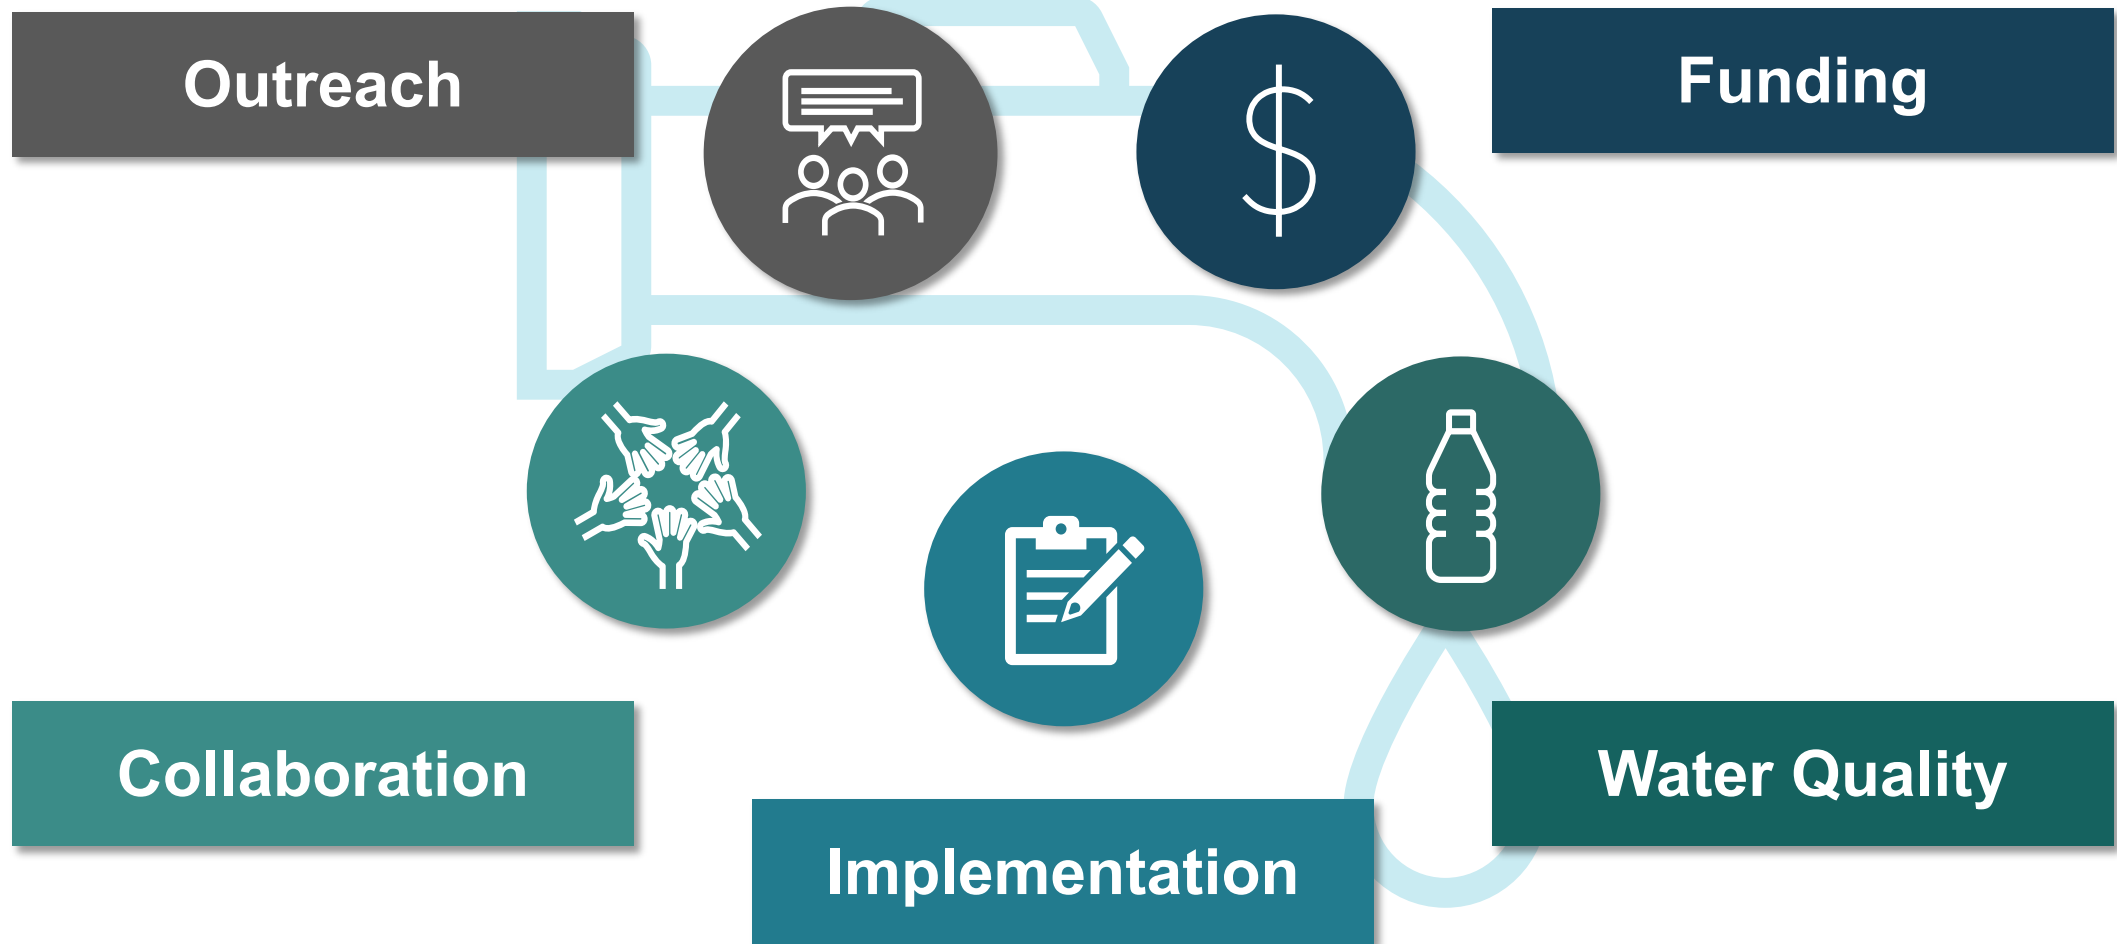 Outreach
Funding
Collaboration
Water Quality
Implementation